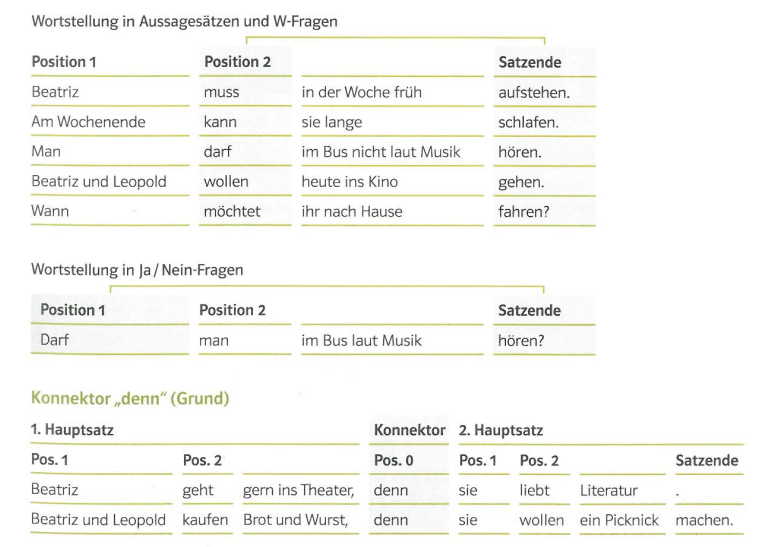 Wortstellung in Aussagesätzen und W-Fragen
Position 1 Position 2 Satzende
Beatriz muss in der Woche früh aufstehen.
Am Wochenende kann sie lange schlafen.
Man darf im Bus nicht laut Musik hören.
Beatriz und Leopold wollen heute ins Kino gehen.
Wann möchtet ihr nach Hause fahren?
Wortstellung in Ja / Nein-Fragen
Position 1 Position 2 Satzende
Darf man im Bus laut Musik hören?
Konnektor „denn“ (Grund)
1. Hauptsatz Konnektor 2. Hauptsatz
Pos. 1 Pos. 2 Pos. 0 Pos. 1 Pos. 2 Satzende
Beatriz geht gern ins Theater, denn sie liebt Literatur .
Beatriz und Leopold kaufen Brot und Wurst, denn sie wollen ein Picknick machen.